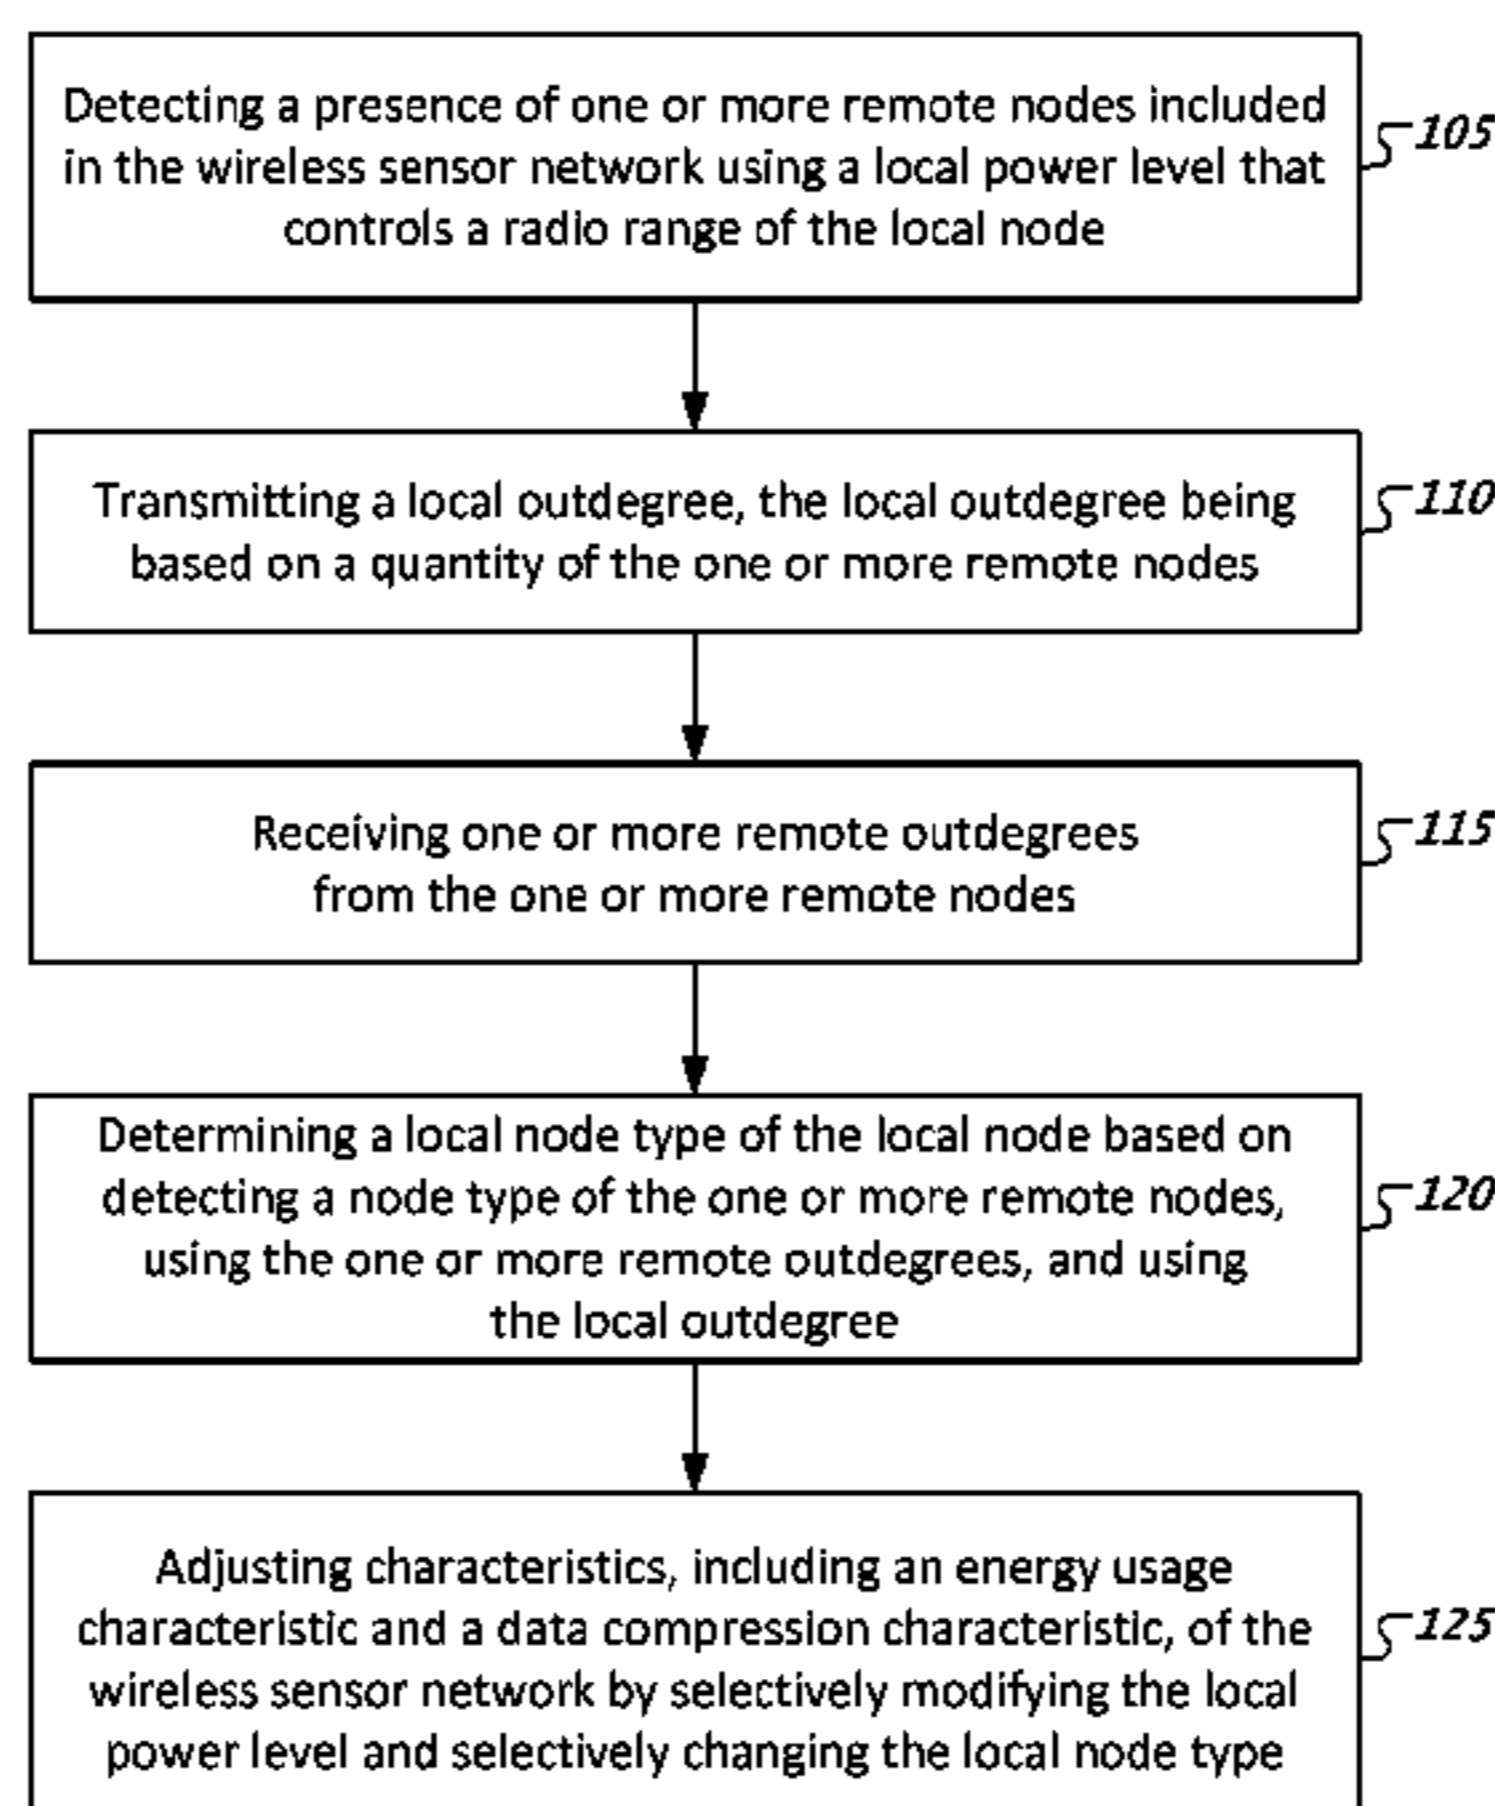 Detecting a presence of one or more remote nodes included
in the wireless sensor network using a local power level that
controls a radio range of the local node
105
Transmitting a local outdegree, the local outdegree being
based on a quantity of the one or more remote nodes
110
Receiving one or more remote outdegrees
from the one or more remote nodes
115
Determining a local node type of the local node based on
detecting a node type of the one or more remote nodes,
using the one or more remote outdegrees, and using
the local outdegree
120
Adjusting characteristics, including an energy usage
characteristic and a data compression characteristic, of the
wireless sensor network by selectively modifying the local
power level and selectively changing the local node type
125